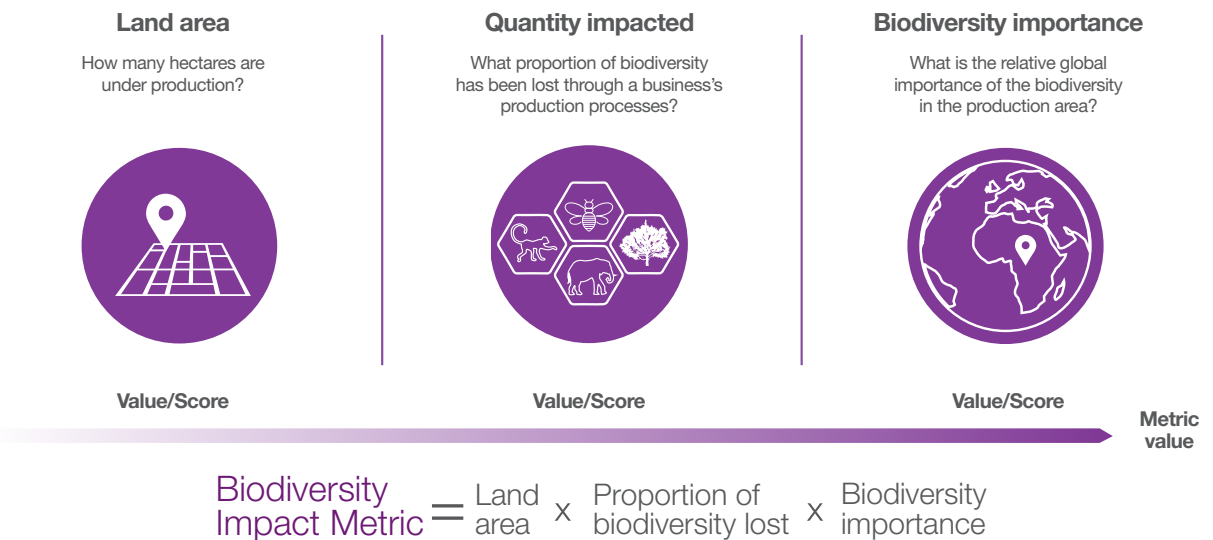 Land area
How many hectares are
under production?
Quantity impacted
What proportion of biodiversity
has been lost through a business’s
production processes?
Biodiversity importance
What is the relative global
importance of the biodiversity
in the production area?
Value/Score
Value/Score
Value/Score
Metric
value
Biodiversity
Impact Metric
=
Land
area
x
Proportion of
biodiversity lost
x
Biodiversity
importance